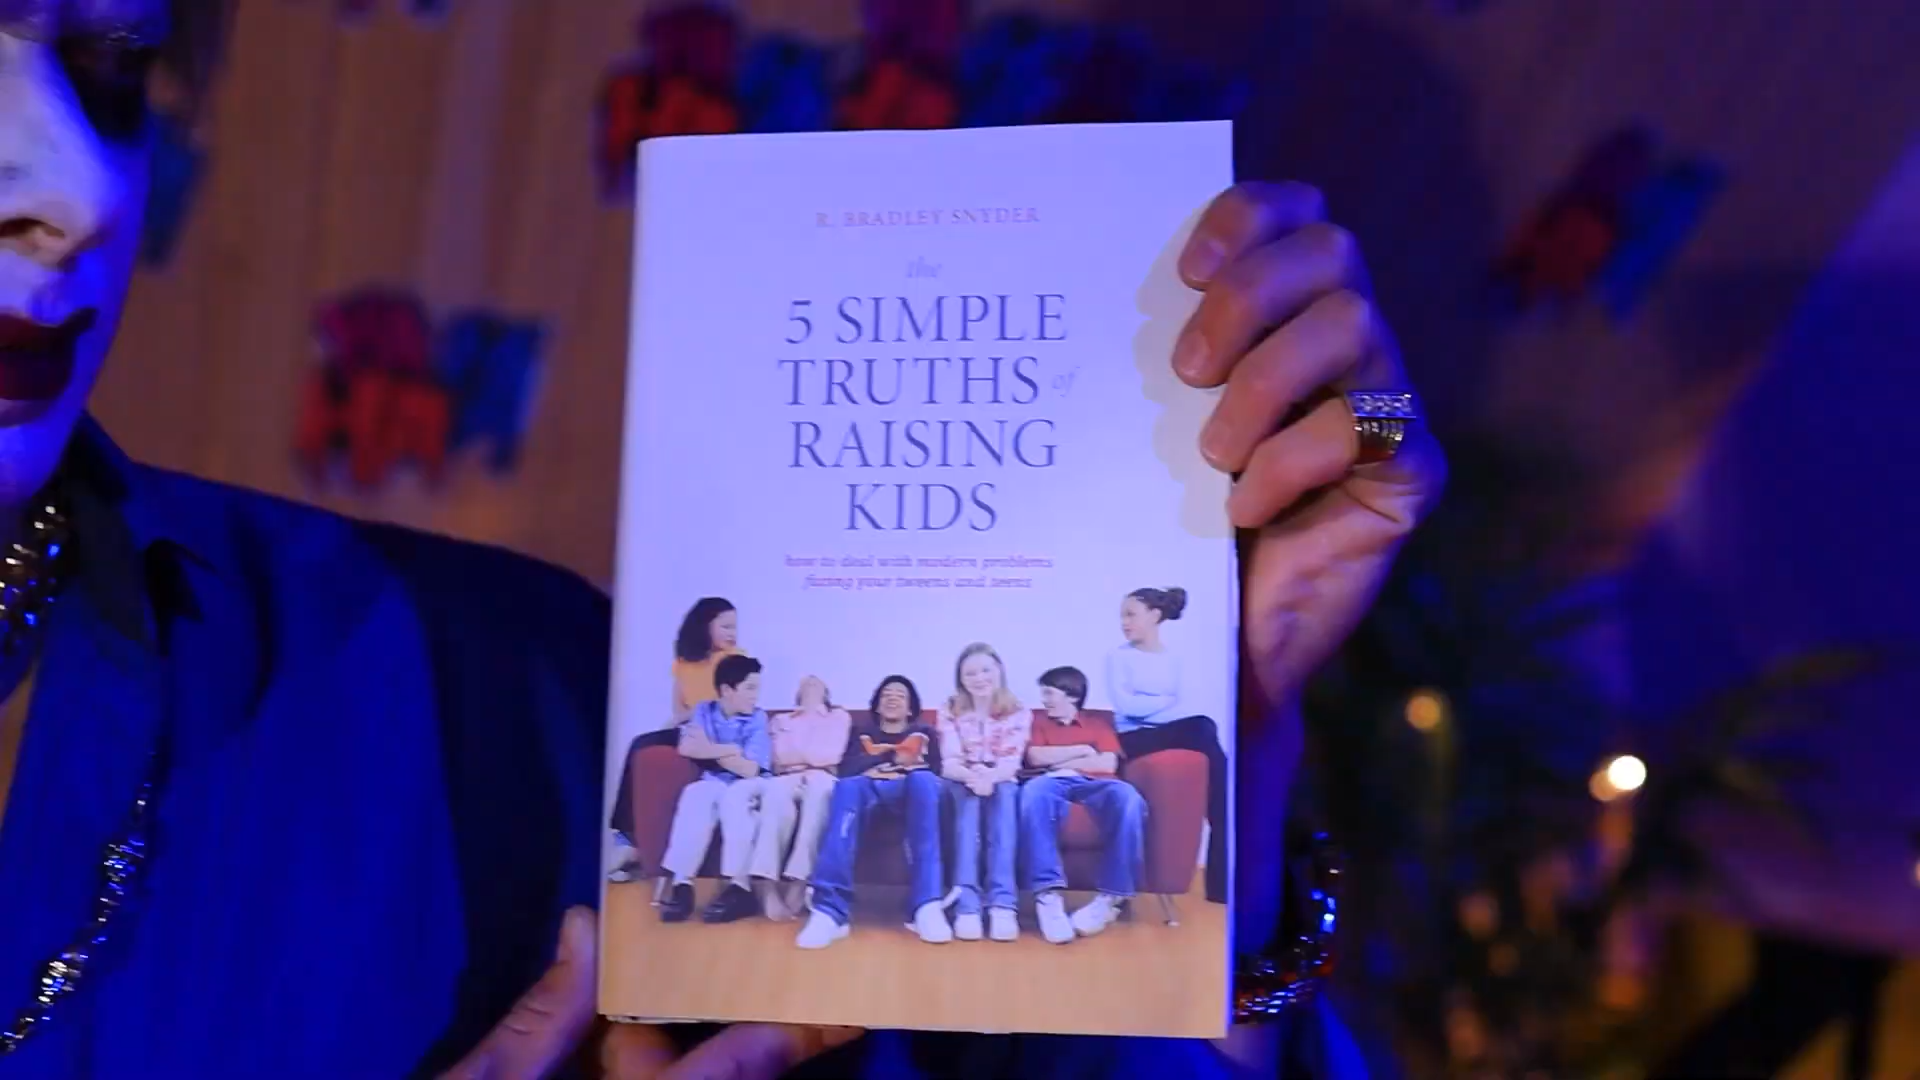 R. BRADLEY SNYDER
the
5 SIMPLE
TRUTHS of
RAISING
KIDS
how to deal with modern problems
facing your tweens and teens